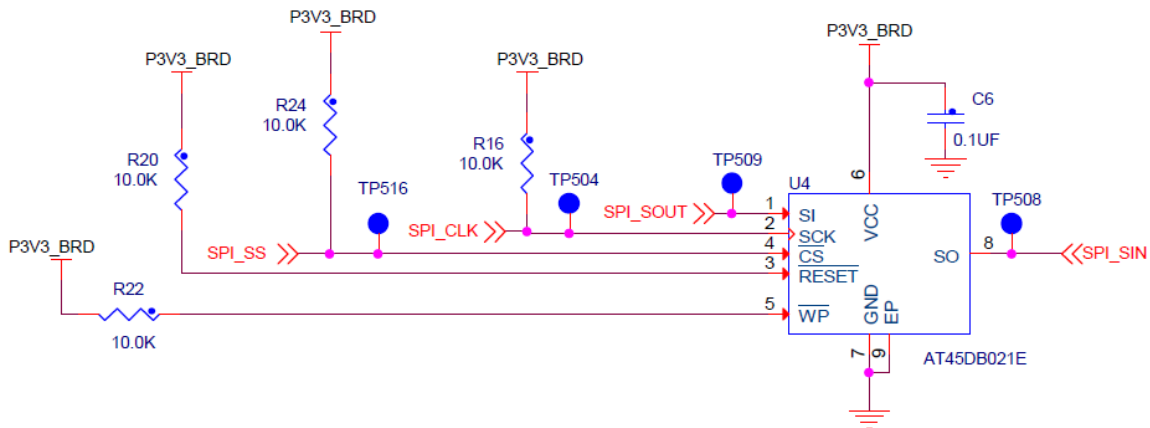 P3V3_BRD
P3V3_BRD
P3V3_BRD
P3V3_BRD
R24
10.0K
C6
0.1UF
R20
10.0K
R16
10.0K
TP509
TP516
TP504
U4
6
TP508
SPI_SOUT
1
SI
VCC
SPI_CLK
2
SCK
P3V3_BRD
SPI_SS
4
CS
SO
8
SPI_SIN
3
RESET
R22
10.0K
5
WP
GND
EP
7
9
AT45DB021E